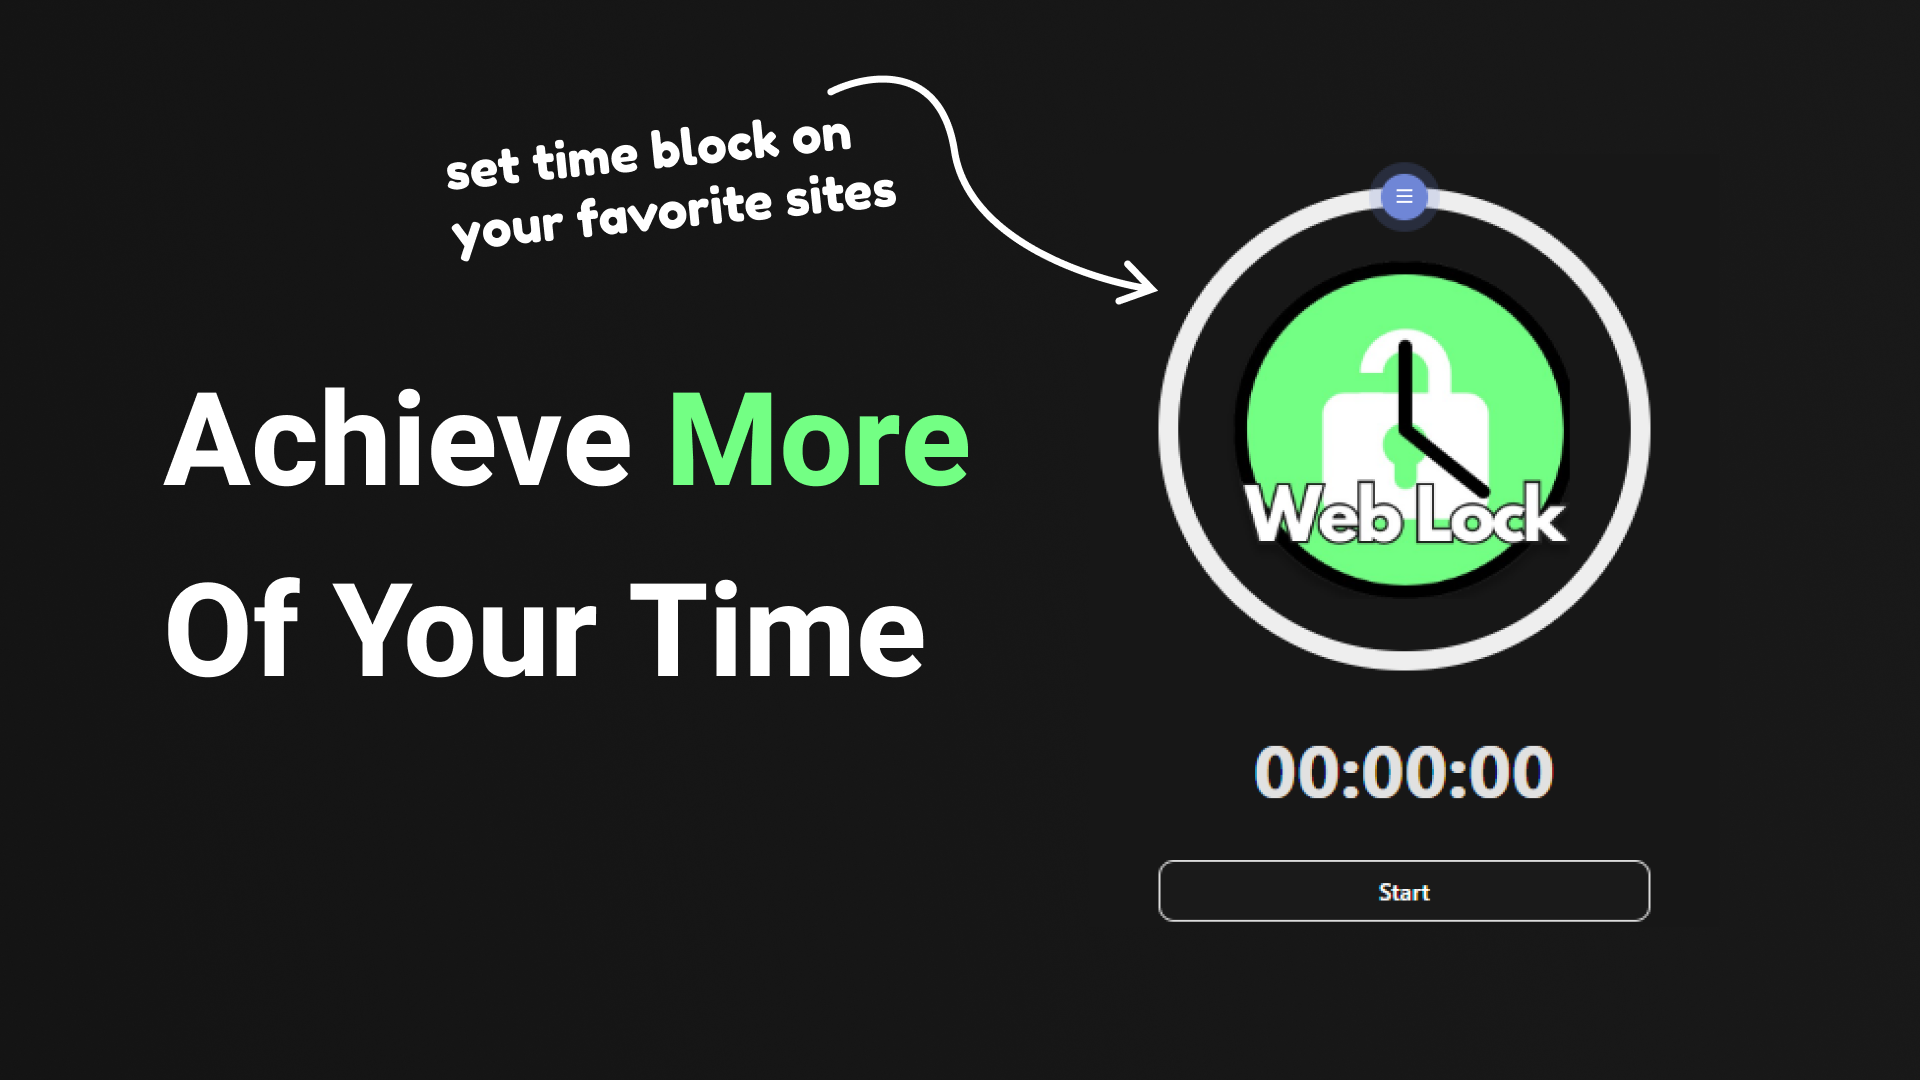 set time block on
your favorite sites
Achieve More
Of Your Time
Web Lock
00:00:00
Start